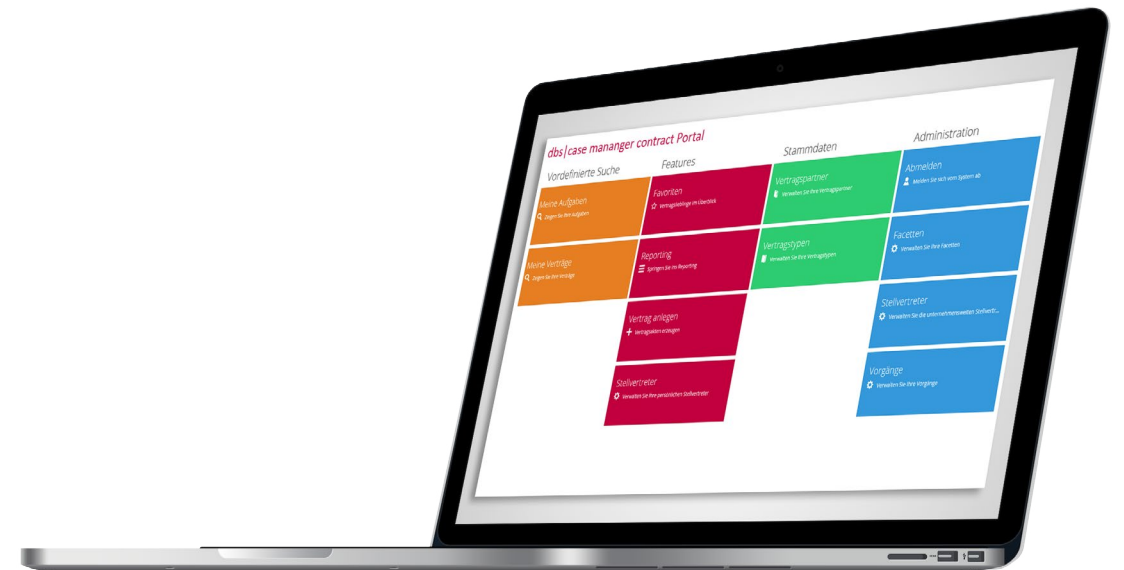 dbs|case mananger contract Portal
Vordefinierte Suche
Meine Aufgaben
Zeigen Sie Ihre Aufgaben
Meine Verträge
Zeigen Sie Ihre Verträge
Features
Favoriten
Vertragslieblinge im Überblick
Reporting
Springen Sie ins Reporting
Vertrag anlegen
Vertragsakten erzeugen
Stellvertreter
Verwalten Sie Ihre persönlichen Stellvertreter
Stammdaten
Vertragspartner
Verwalten Sie Ihre Vertragspartner
Vertragstypen
Verwalten Sie Ihre Vertragstypen
Administration
Abmelden
Melden Sie sich vom System ab
Facetten
Verwalten Sie Ihre Facetten
Stellvertreter
Verwalten Sie die unternehmensweiten Stellvertr...
Vorgänge
Verwalten Sie Ihre Vorgänge